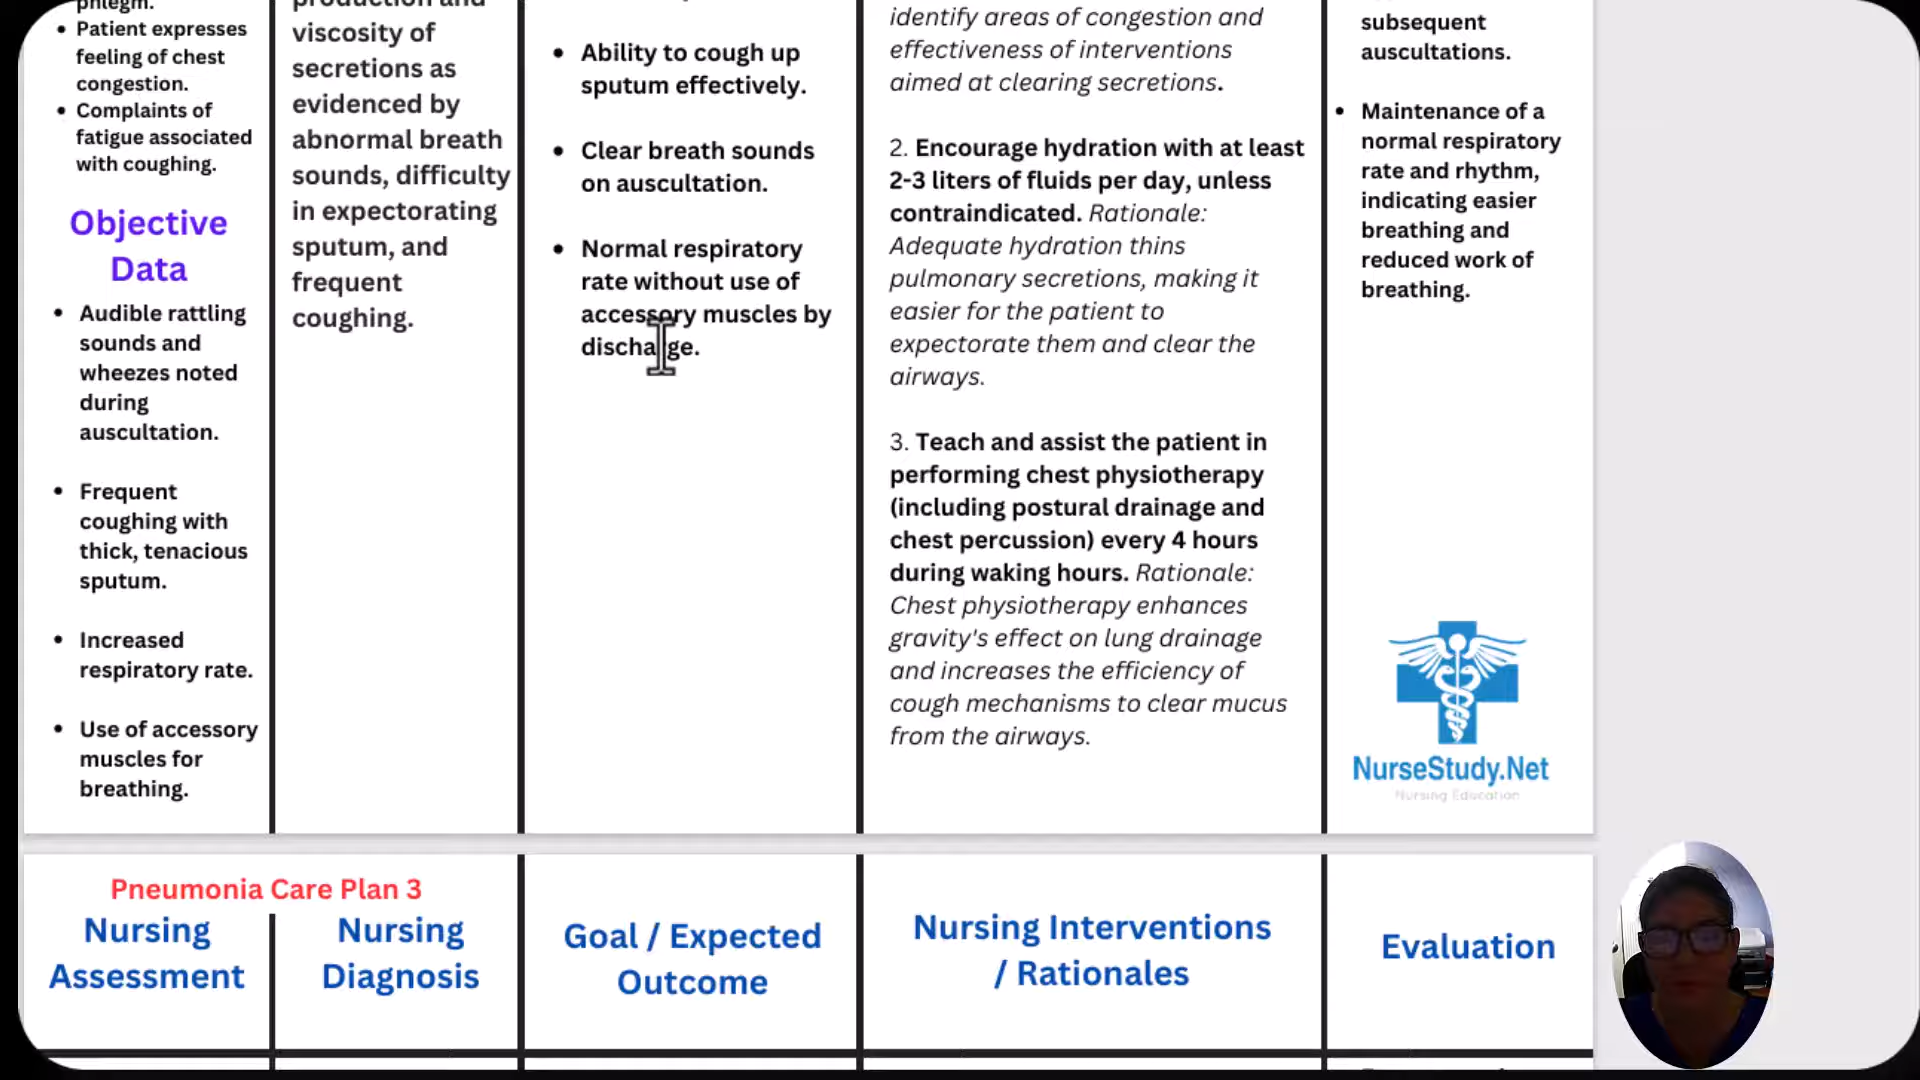 phlegm.
• Patient expresses
feeling of chest
congestion.
• Complaints of
fatigue associated
with coughing.
Objective
Data
• Audible rattling
sounds and
wheezes noted
during
auscultation.
• Frequent
coughing with
thick, tenacious
sputum.
• Increased
respiratory rate.
• Use of accessory
muscles for
breathing.
production and
viscosity of
secretions as
evidenced by
abnormal breath
sounds, difficulty
in expectorating
sputum, and
frequent
coughing.
• Ability to cough up
sputum effectively.
• Clear breath sounds
on auscultation.
• Normal respiratory
rate without use of
accessory muscles by
discharge.
identify areas of congestion and
effectiveness of interventions
aimed at clearing secretions.
2. Encourage hydration with at least
2-3 liters of fluids per day, unless
contraindicated. Rationale:
Adequate hydration thins
pulmonary secretions, making it
easier for the patient to
expectorate them and clear the
airways.
3. Teach and assist the patient in
performing chest physiotherapy
(including postural drainage and
chest percussion) every 4 hours
during waking hours. Rationale:
Chest physiotherapy enhances
gravity's effect on lung drainage
and increases the efficiency of
cough mechanisms to clear mucus
from the airways.
subsequent
auscultations.
• Maintenance of a
normal respiratory
rate and rhythm,
indicating easier
breathing and
reduced work of
breathing.
NurseStudy.Net
Nursing Education
Pneumonia Care Plan 3
Nursing
Assessment
Nursing
Diagnosis
Goal / Expected
Outcome
Nursing Interventions
/ Rationales
Evaluation